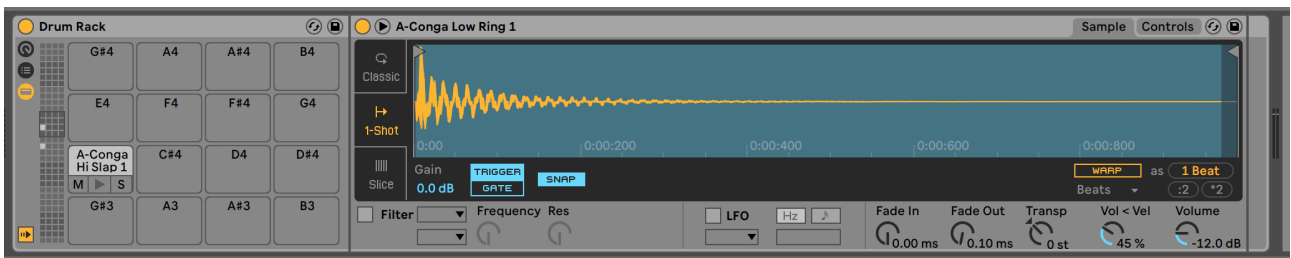 Drum Rack
G#4 A4 A#4 B4
E4 F4 F#4 G4
A-Conga
Hi Slap 1
C#4 D4 D#4
M S
G#3 A3 A#3 B3
A-Conga Low Ring 1
Sample Controls
Classic
1-Shot
Slice
0:00 0:00:200 0:00:400 0:00:600 0:00:800
Gain
0.0 dB
TRIGGER
GATE
SNAP
WARP as 1 Beat
Beats :2 *2
Filter Frequency Res
LFO Hz
Fade In Fade Out Transp Vol < Vel Volume
0.00 ms 0.10 ms 0 st 45 % -12.0 dB